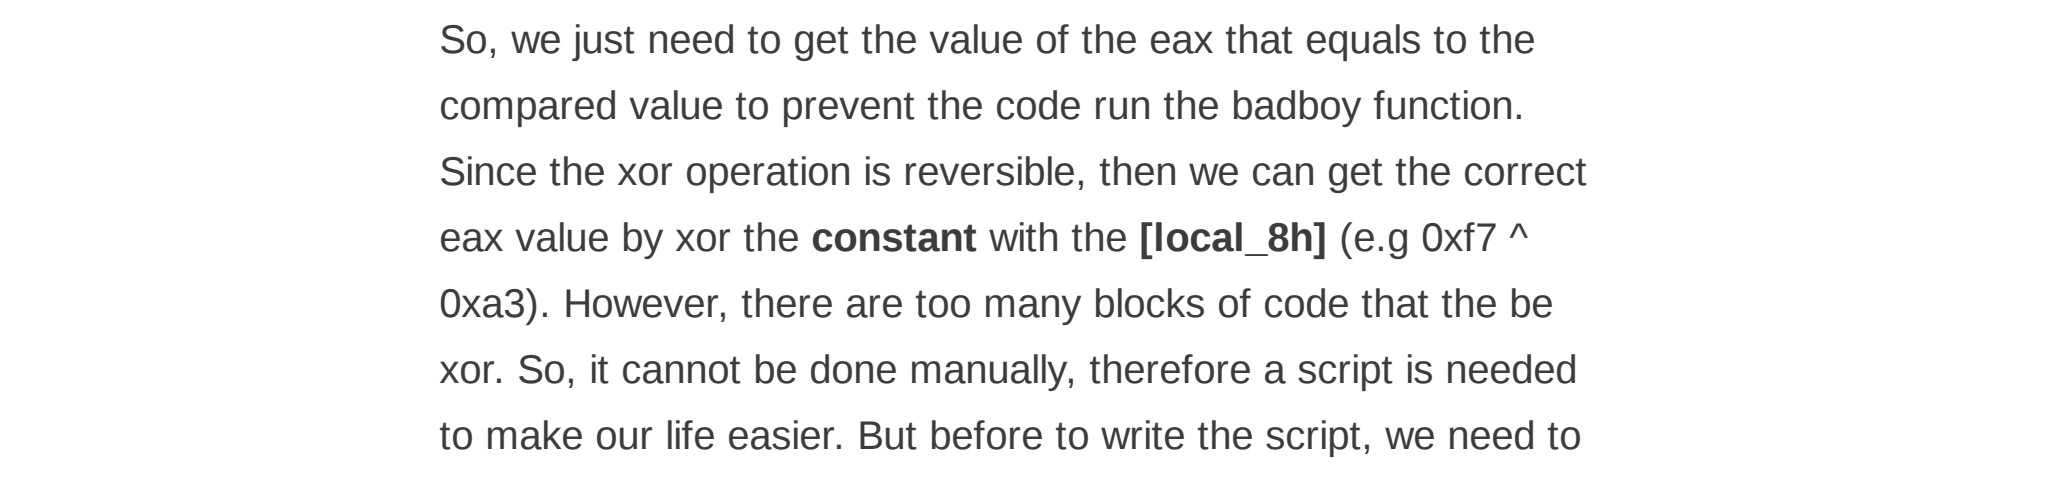 So, we just need to get the value of the eax that equals to the
compared value to prevent the code run the badboy function.
Since the xor operation is reversible, then we can get the correct
eax value by xor the constant with the [local_8h] (e.g 0xf7 ^
0xa3). However, there are too many blocks of code that the be
xor. So, it cannot be done manually, therefore a script is needed
to make our life easier. But before to write the script, we need to